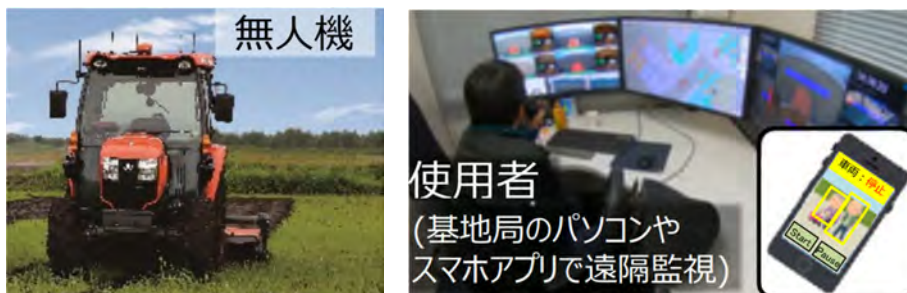 無人機
使用者
(基地局のパソコンや
スマホアプリで遠隔監視)
車両：停止
Start
Pause